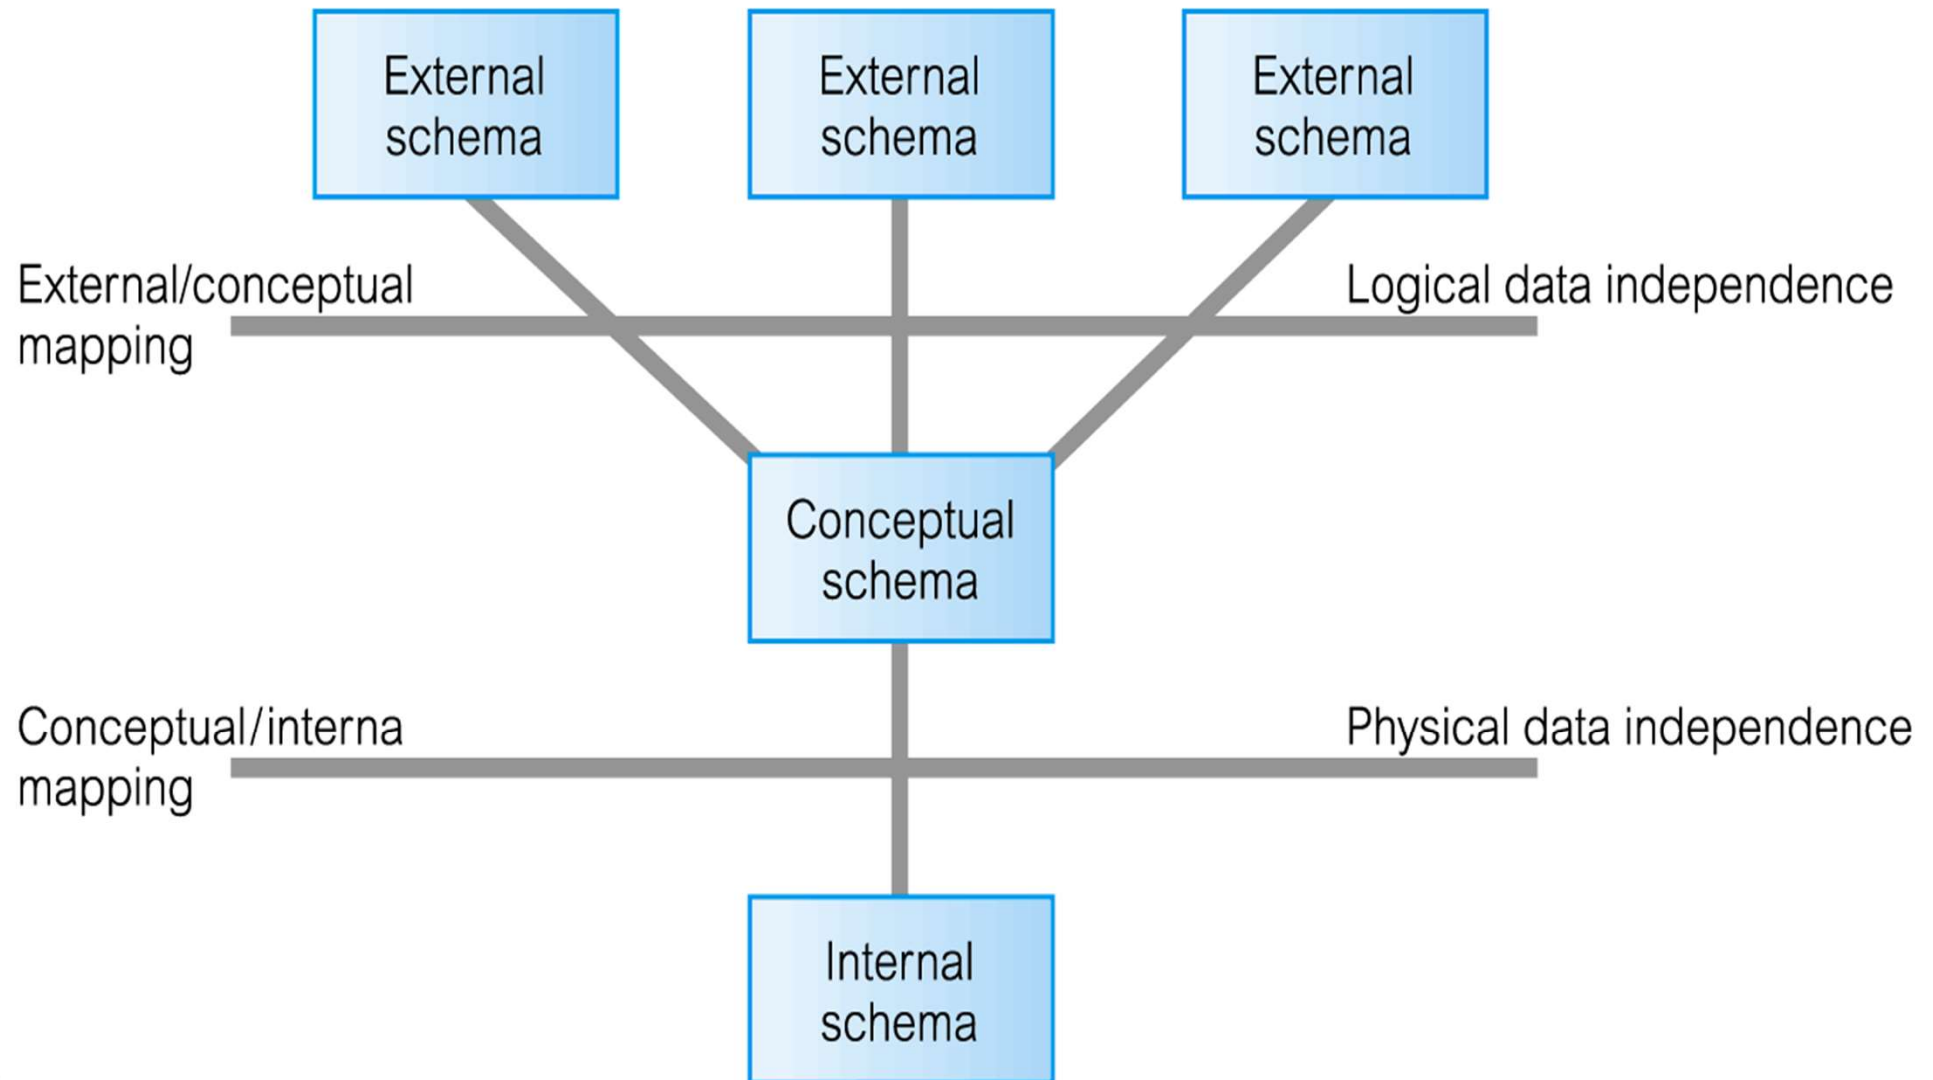 External
schema
External
schema
External
schema
External/conceptual
mapping
Logical data independence
Conceptual
schema
Conceptual/interna
mapping
Physical data independence
Internal
schema